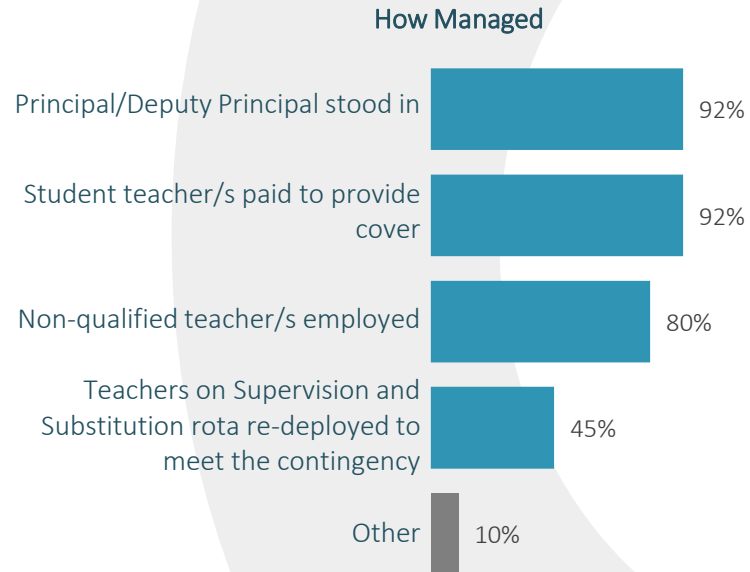 How Managed
Principal/Deputy Principal stood in
92%
Student teacher/s paid to provide
cover
92%
Non-qualified teacher/s employed
80%
Teachers on Supervision and
Substitution rota re-deployed to
meet the contingency
45%
Other
10%